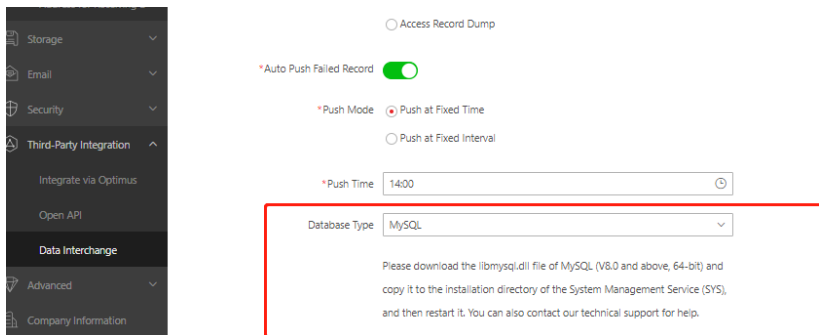 Access Record Dump
Storage
*Auto Push Failed Record
Email
Security
*Push Mode
Push at Fixed Time
Push at Fixed Interval
Third-Party Integration
Integrate via Optimus
*Push Time
14:00
Open API
Database Type
MySQL
Data Interchange
Please download the libmysql.dll file of MySQL (V8.0 and above, 64-bit) and
copy it to the installation directory of the System Management Service (SYS),
and then restart it. You can also contact our technical support for help.
Advanced
Company Information